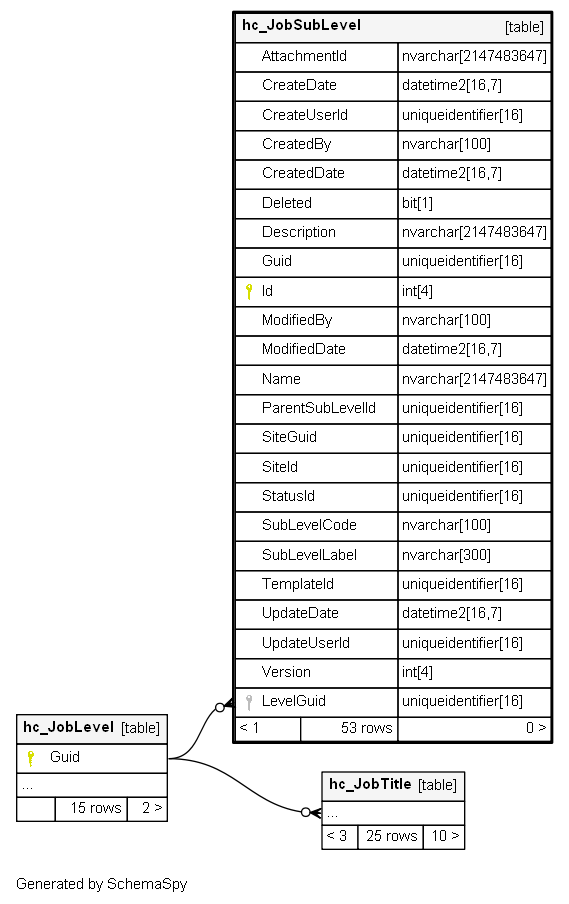 hc_JobSubLevel [table]
AttachmentId nvarchar[2147483647]
CreateDate datetime2[16,7]
CreateUserId uniqueidentifier[16]
CreatedBy nvarchar[100]
CreatedDate datetime2[16,7]
Deleted bit[1]
Description nvarchar[2147483647]
Guid uniqueidentifier[16]
Id int[4]
ModifiedBy nvarchar[100]
ModifiedDate datetime2[16,7]
Name nvarchar[2147483647]
ParentSubLevelId uniqueidentifier[16]
SiteGuid uniqueidentifier[16]
SiteId uniqueidentifier[16]
StatusId uniqueidentifier[16]
SubLevelCode nvarchar[100]
SubLevelLabel nvarchar[300]
TemplateId uniqueidentifier[16]
UpdateDate datetime2[16,7]
UpdateUserId uniqueidentifier[16]
Version int[4]
LevelGuid uniqueidentifier[16]
< 1 53 rows 0 >
hc_JobLevel [table]
Guid
...
15 rows 2 >
hc_JobTitle [table]
...
< 3 25 rows 10 >
Generated by SchemaSpy